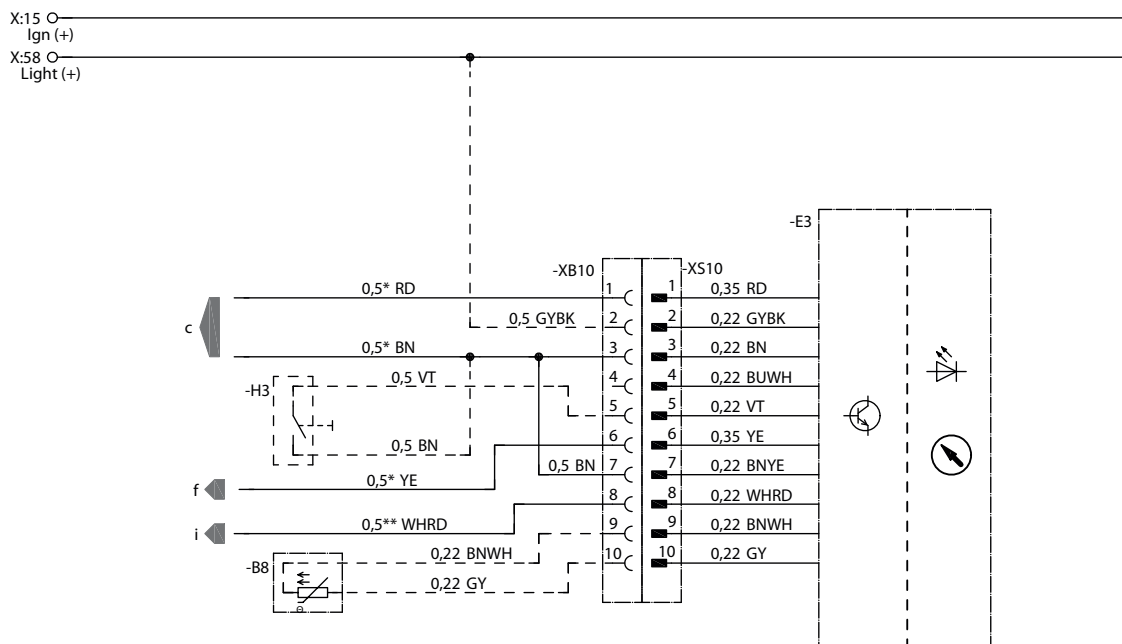 X:15
Ign (+)
X:58
Light (+)
-E3
-XB10
-XS10
0,5* RD
1
1
0,35 RD
0,5 GYBK
2
2
0,22 GYBK
c
0,5* BN
3
3
0,22 BN
-H3
0,5 VT
4
4
0,22 BUWH
5
5
0,22 VT
0,5 BN
6
6
0,35 YE
0,5 BN
7
7
0,22 BNYE
f
0,5* YE
8
8
0,22 WHRD
i
0,5** WHRD
9
9
0,22 BNWH
0,22 BNWH
10
10
0,22 GY
-B8
0,22 GY
Θ